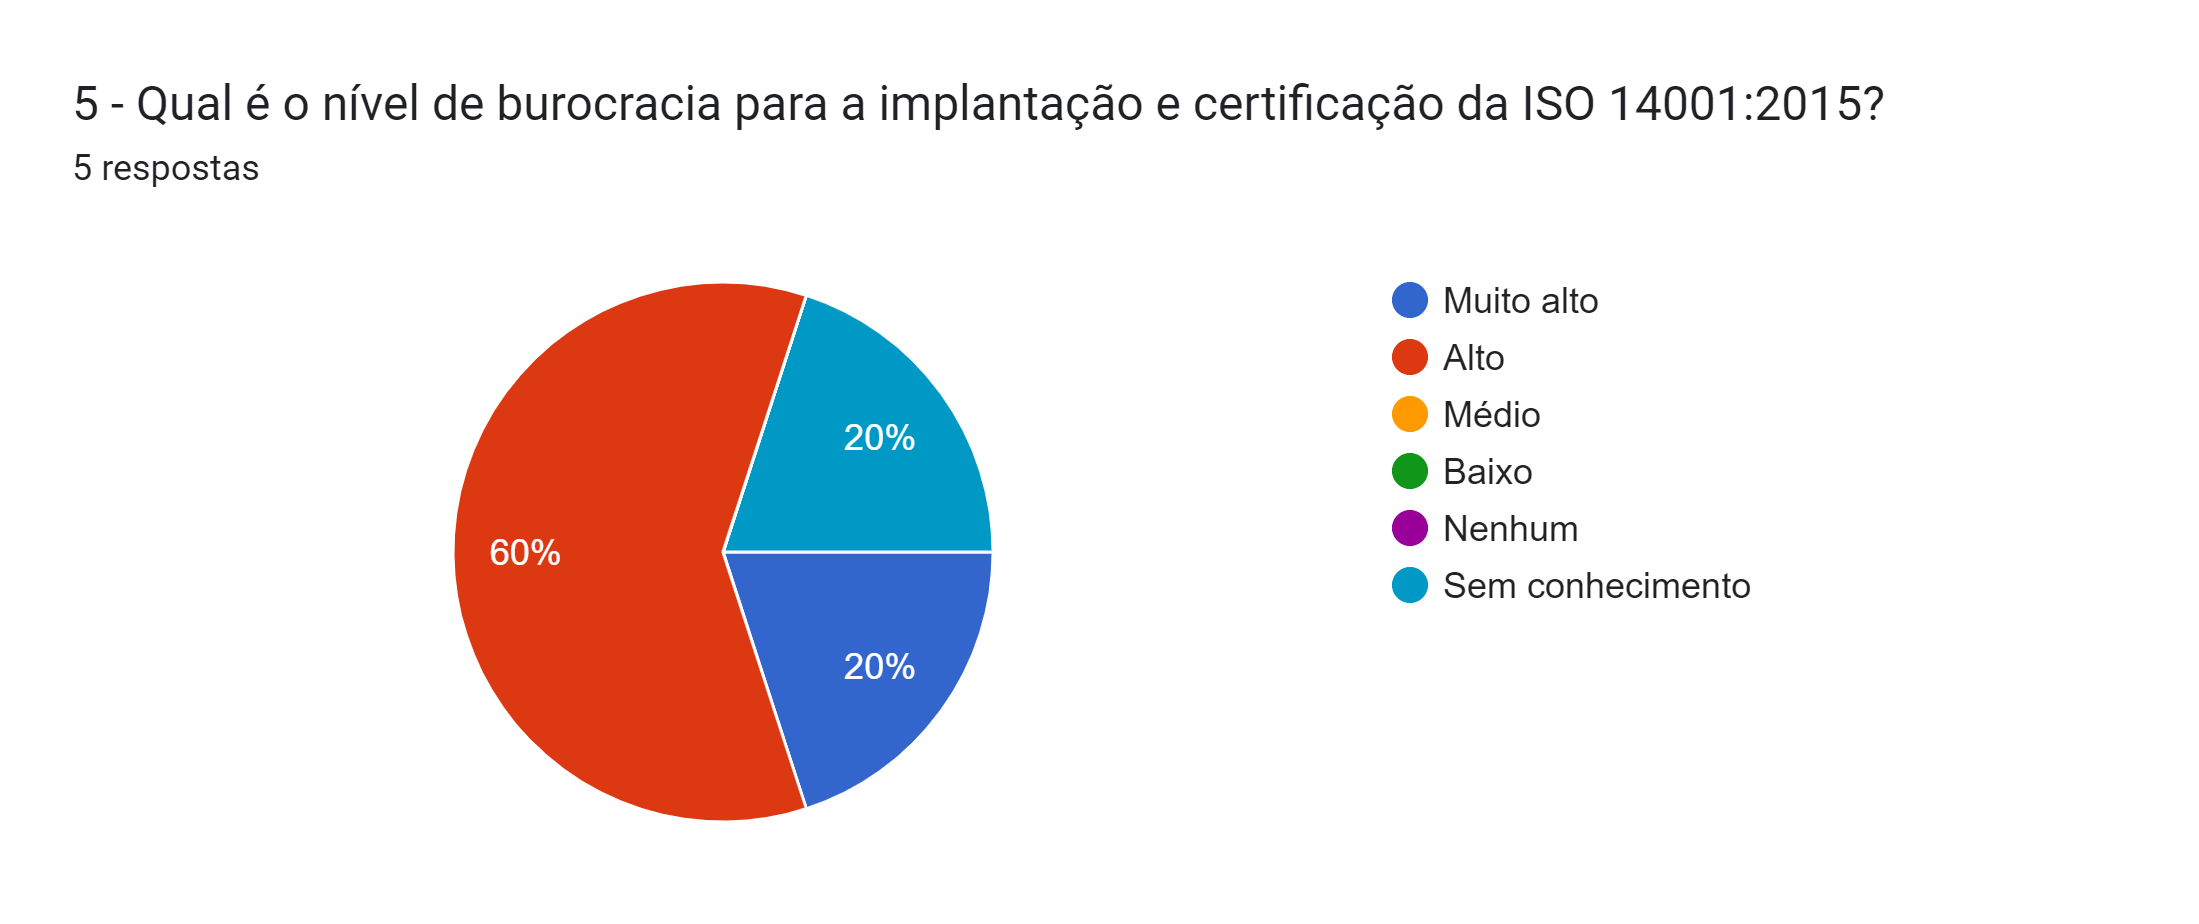 5 - Qual é o nível de burocracia para a implantação e certificação da ISO 14001:2015?
5 respostas
60%
20%
20%
Muito alto
Alto
Médio
Baixo
Nenhum
Sem conhecimento